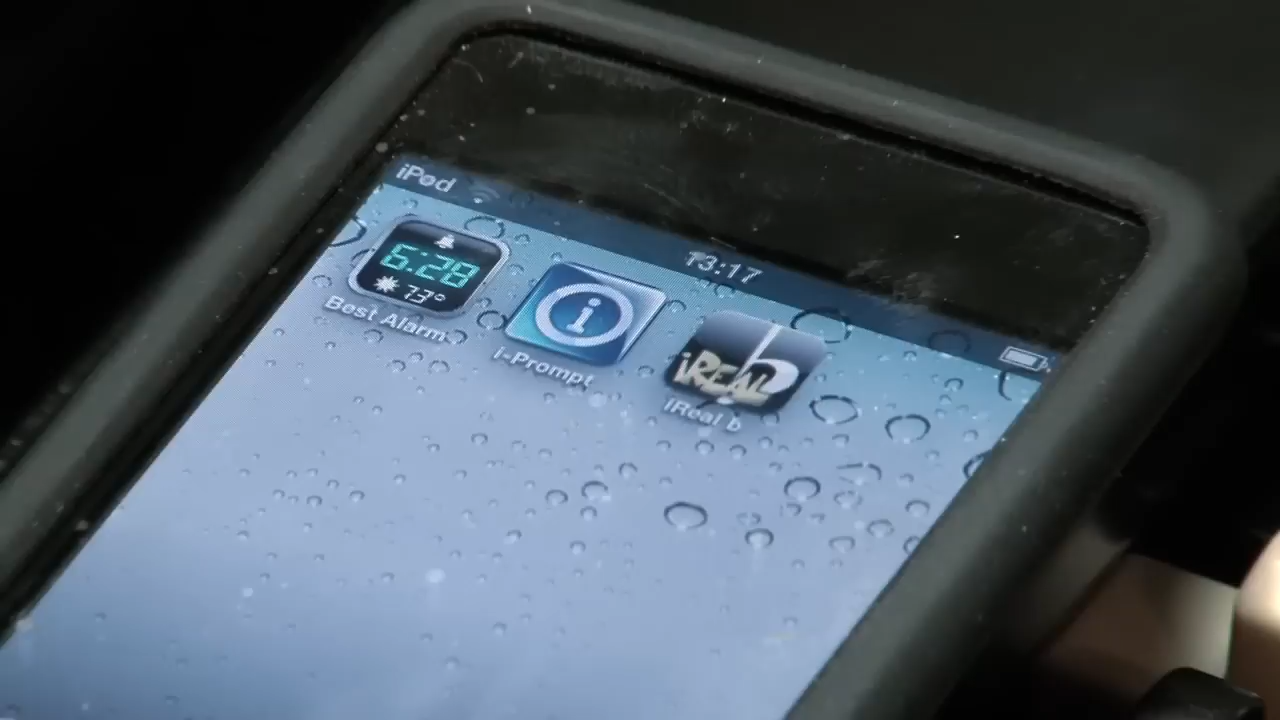 iPod 13:17
6:28
73°
Best Alarm
i
i-Prompt
iREAL b
iReal b